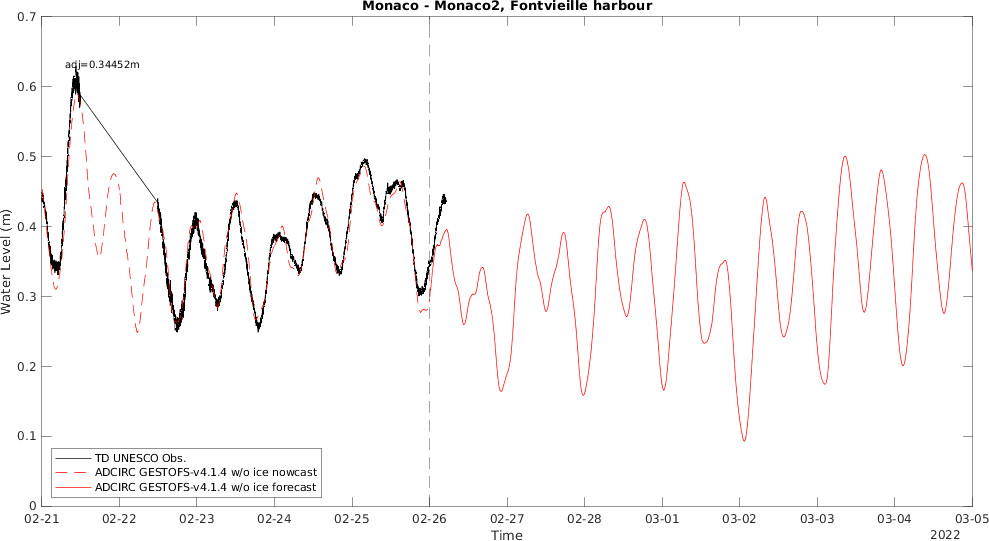 Monaco - Monaco2, Fontvieille harbour
0.7
0.6
0.5
0.4
0.3
0.2
0.1
0
Water Level (m)
adj=0.34452m
TD UNESCO Obs.
ADCIRC GESTOFS-v4.1.4 w/o ice nowcast
ADCIRC GESTOFS-v4.1.4 w/o ice forecast
02-21 02-22 02-23 02-24 02-25 02-26 02-27 02-28 03-01 03-02 03-03 03-04 03-05
Time
2022